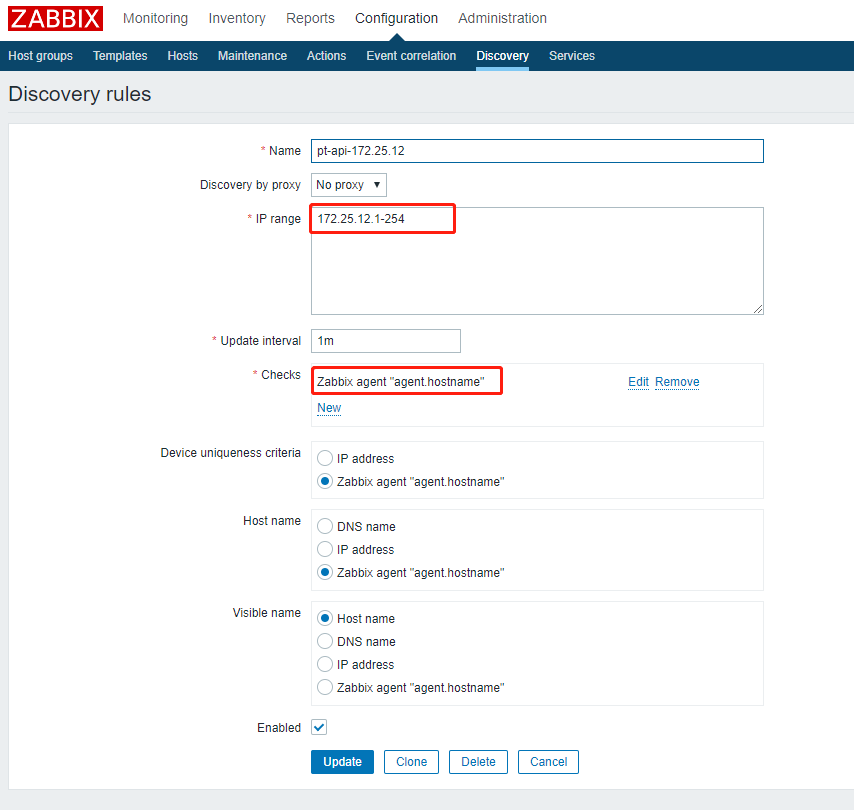 ZABBIX Monitoring Inventory Reports Configuration Administration
Host groups Templates Hosts Maintenance Actions Event correlation Discovery Services
Discovery rules
* Name pt-api-172.25.12
Discovery by proxy No proxy ▼
* IP range 172.25.12.1-254
* Update interval 1m
* Checks Zabbix agent "agent.hostname" Edit Remove
New
Device uniqueness criteria IP address
Zabbix agent "agent.hostname"
Host name DNS name
IP address
Zabbix agent "agent.hostname"
Visible name Host name
DNS name
IP address
Zabbix agent "agent.hostname"
Enabled
Update Clone Delete Cancel